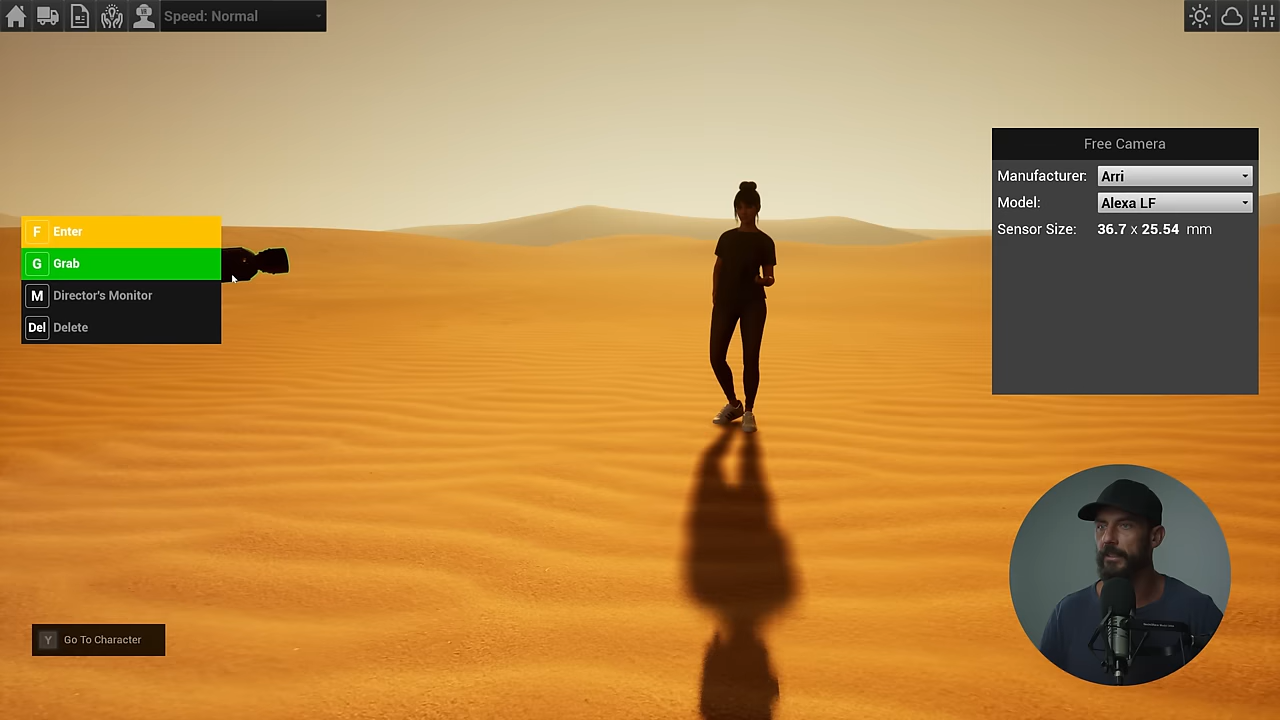 Speed: Normal
Free Camera
Manufacturer: Arri
Model: Alexa LF
Sensor Size: 36.7 x 25.54 mm
F Enter
G Grab
M Director's Monitor
Del Delete
Y Go To Character